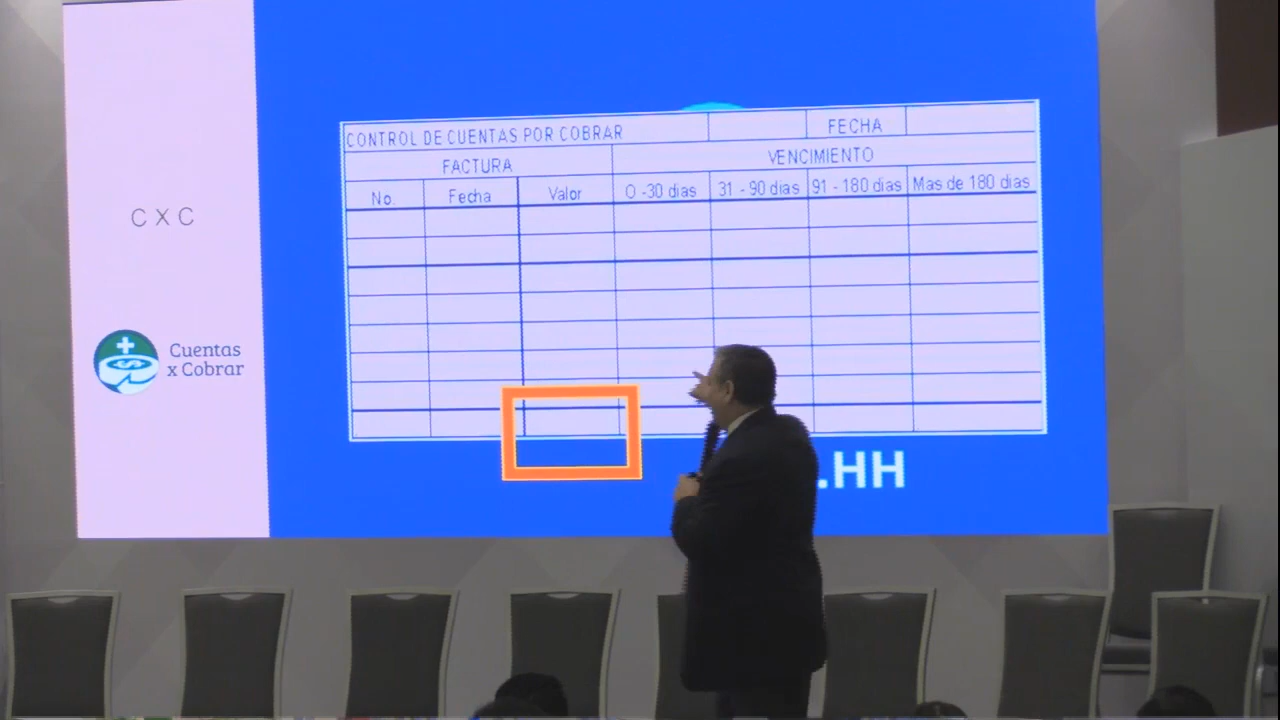 CONTROL DE CUENTAS POR COBRAR FECHA
FACTURA VENCIMIENTO
No. Fecha Valor 0 -30 dias 31 - 90 dias 91 - 180 dias Mas de 180 dias
C X C
Cuentas
x Cobrar
.HH